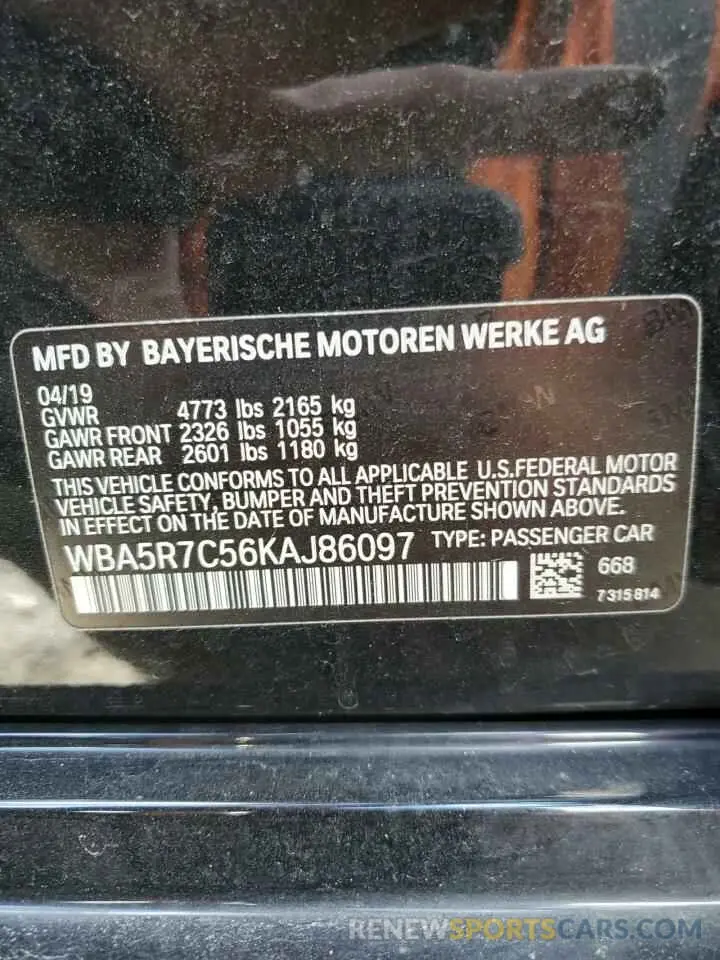 MFD BY BAYERISCHE MOTOREN WERKE AG
04/19
GVWR 4773 lbs 2165 kg
GAWR FRONT 2326 lbs 1055 kg
GAWR REAR 2601 lbs 1180 kg
THIS VEHICLE CONFORMS TO ALL APPLICABLE U.S.FEDERAL MOTOR
VEHICLE SAFETY, BUMPER AND THEFT PREVENTION STANDARDS
IN EFFECT ON THE DATE OF MANUFACTURE SHOWN ABOVE.
WBA5R7C56KAJ86097 TYPE: PASSENGER CAR
668
7315814
RENEWSPORTSCARS.COM